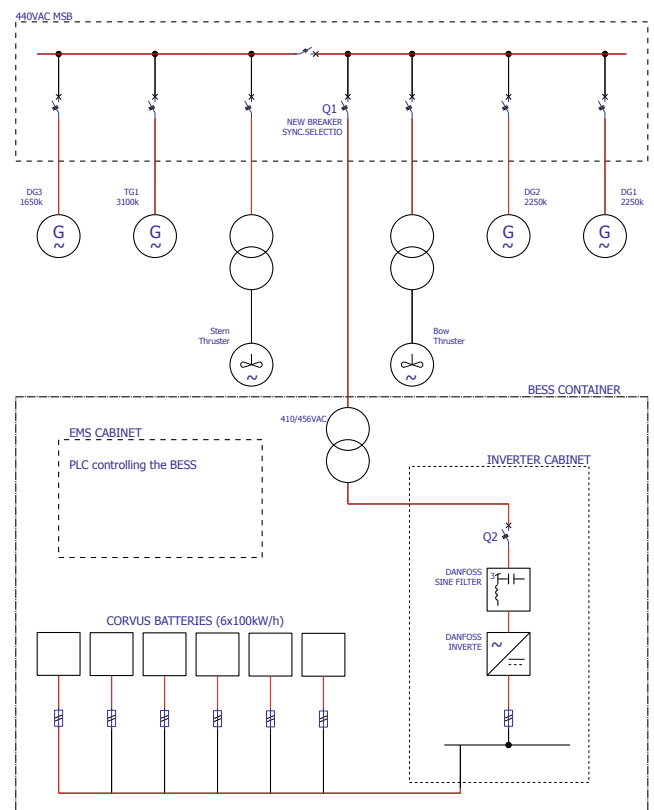 440VAC MSB
Q1
NEW BREAKER
SYNC.SELECTIO
DG3
1650k
TG1
3100k
DG2
2250k
DG1
2250k
G
~
G
~
G
~
G
~
Stern
Thruster
~
Bow
Thruster
~
BESS CONTAINER
410/456VAC
EMS CABINET
PLC controlling the BESS
INVERTER CABINET
Q2
DANFOSS
SINE FILTER
3
DANFOSS
INVERTE
~
CORVUS BATTERIES (6x100kW/h)